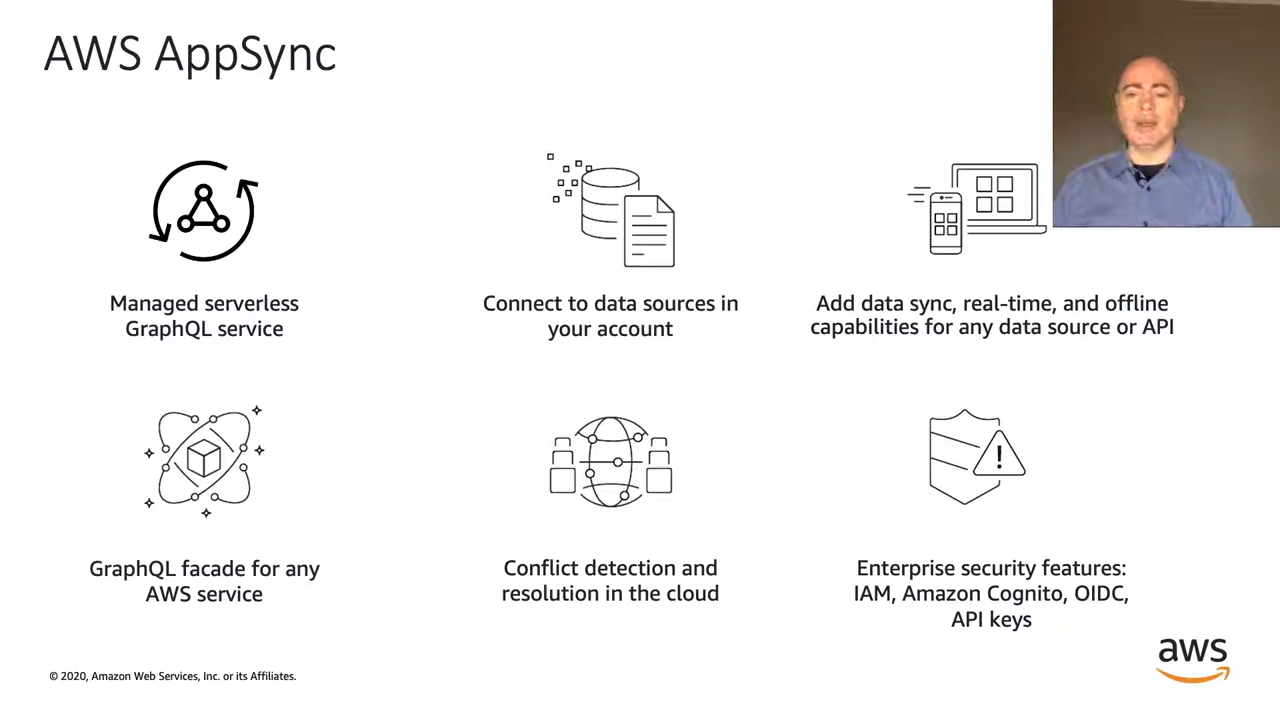 AWS AppSync
Managed serverless
GraphQL service
Connect to data sources in
your account
Add data sync, real-time, and offline
capabilities for any data source or API
GraphQL facade for any
AWS service
Conflict detection and
resolution in the cloud
!
Enterprise security features:
IAM, Amazon Cognito, OIDC,
API keys
© 2020, Amazon Web Services, Inc. or its Affiliates.
aws